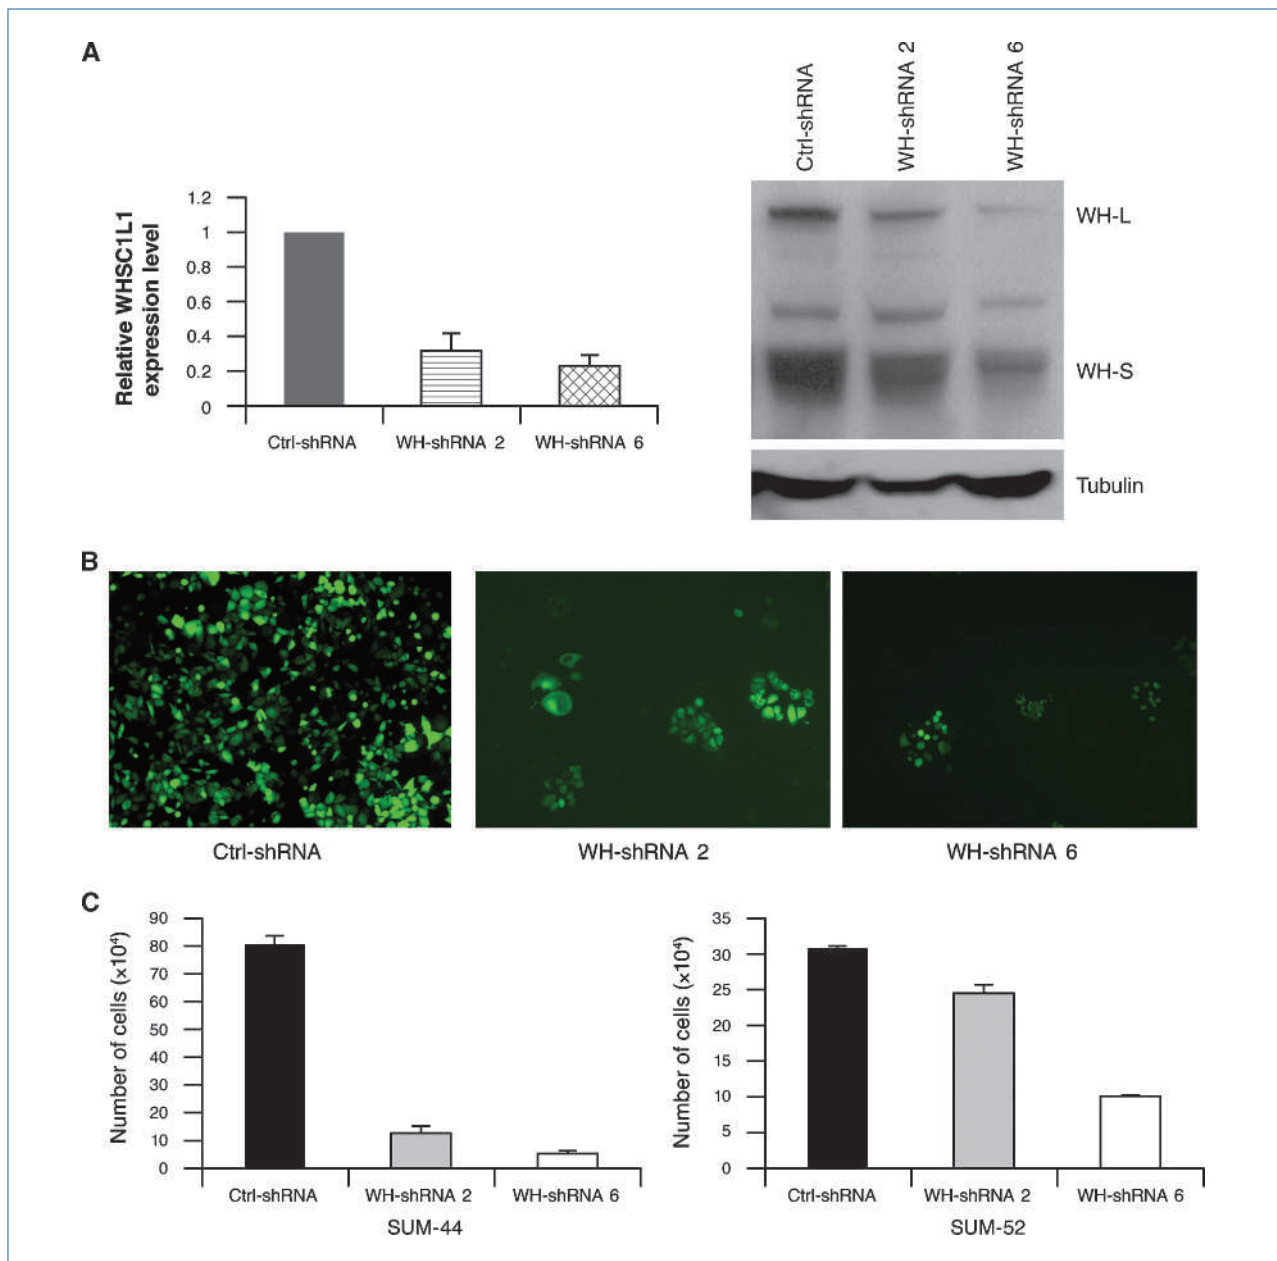 A
Relative WHSC1L1
expression level
1.2
1
0.8
0.6
0.4
0.2
0
Ctrl-shRNA
WH-shRNA 2
WH-shRNA 6
Ctrl-shRNA
WH-shRNA 2
WH-shRNA 6
WH-L
WH-S
Tubulin
B
Ctrl-shRNA
WH-shRNA 2
WH-shRNA 6
C
Number of cells (×10⁴)
90
80
70
60
50
40
30
20
10
0
Ctrl-shRNA
WH-shRNA 2
WH-shRNA 6
SUM-44
Number of cells (×10⁴)
35
30
25
20
15
10
5
0
Ctrl-shRNA
WH-shRNA 2
WH-shRNA 6
SUM-52